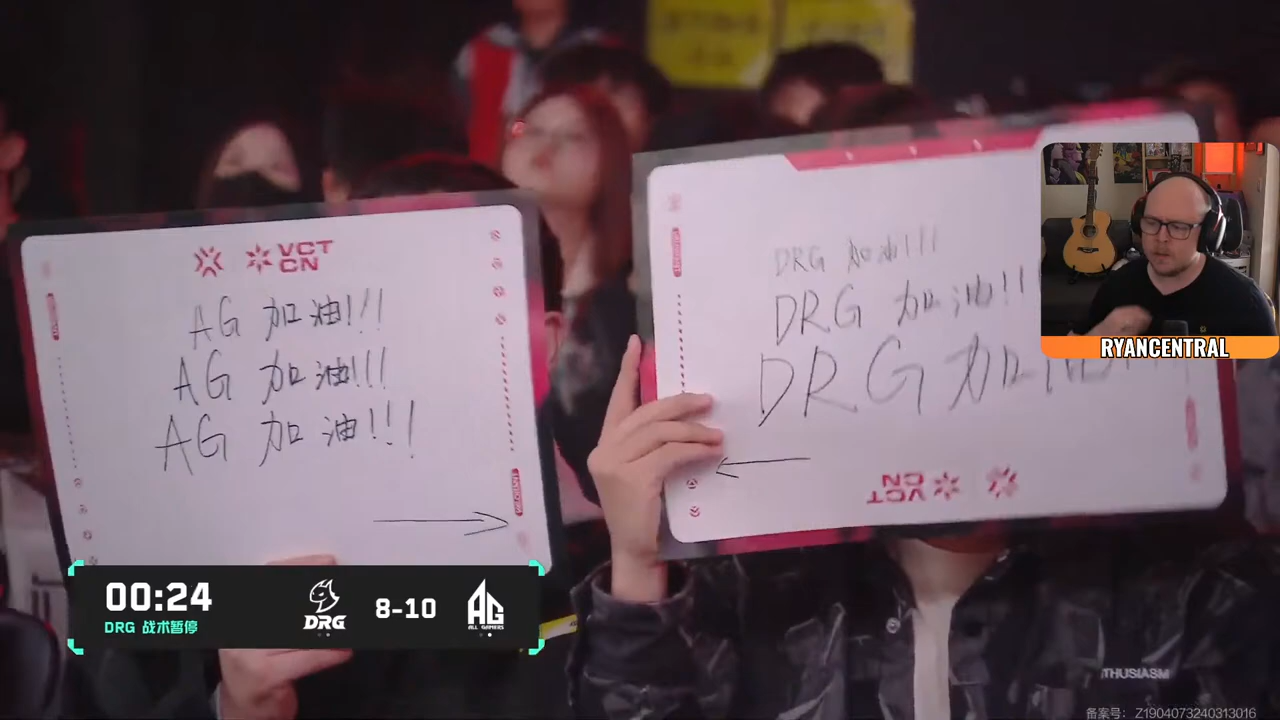 VCT
CN
AG 加油!!!
AG 加油!!!
AG 加油!!!
DRG 加油!!!
DRG 加油!!
DRG 加油
VCT
CN
RYANCENTRAL
00:24
DRG 战术暂停
DRG
8-10
AG
ALL GAMERS
THUSIASM
备案号: Z1904073240313016